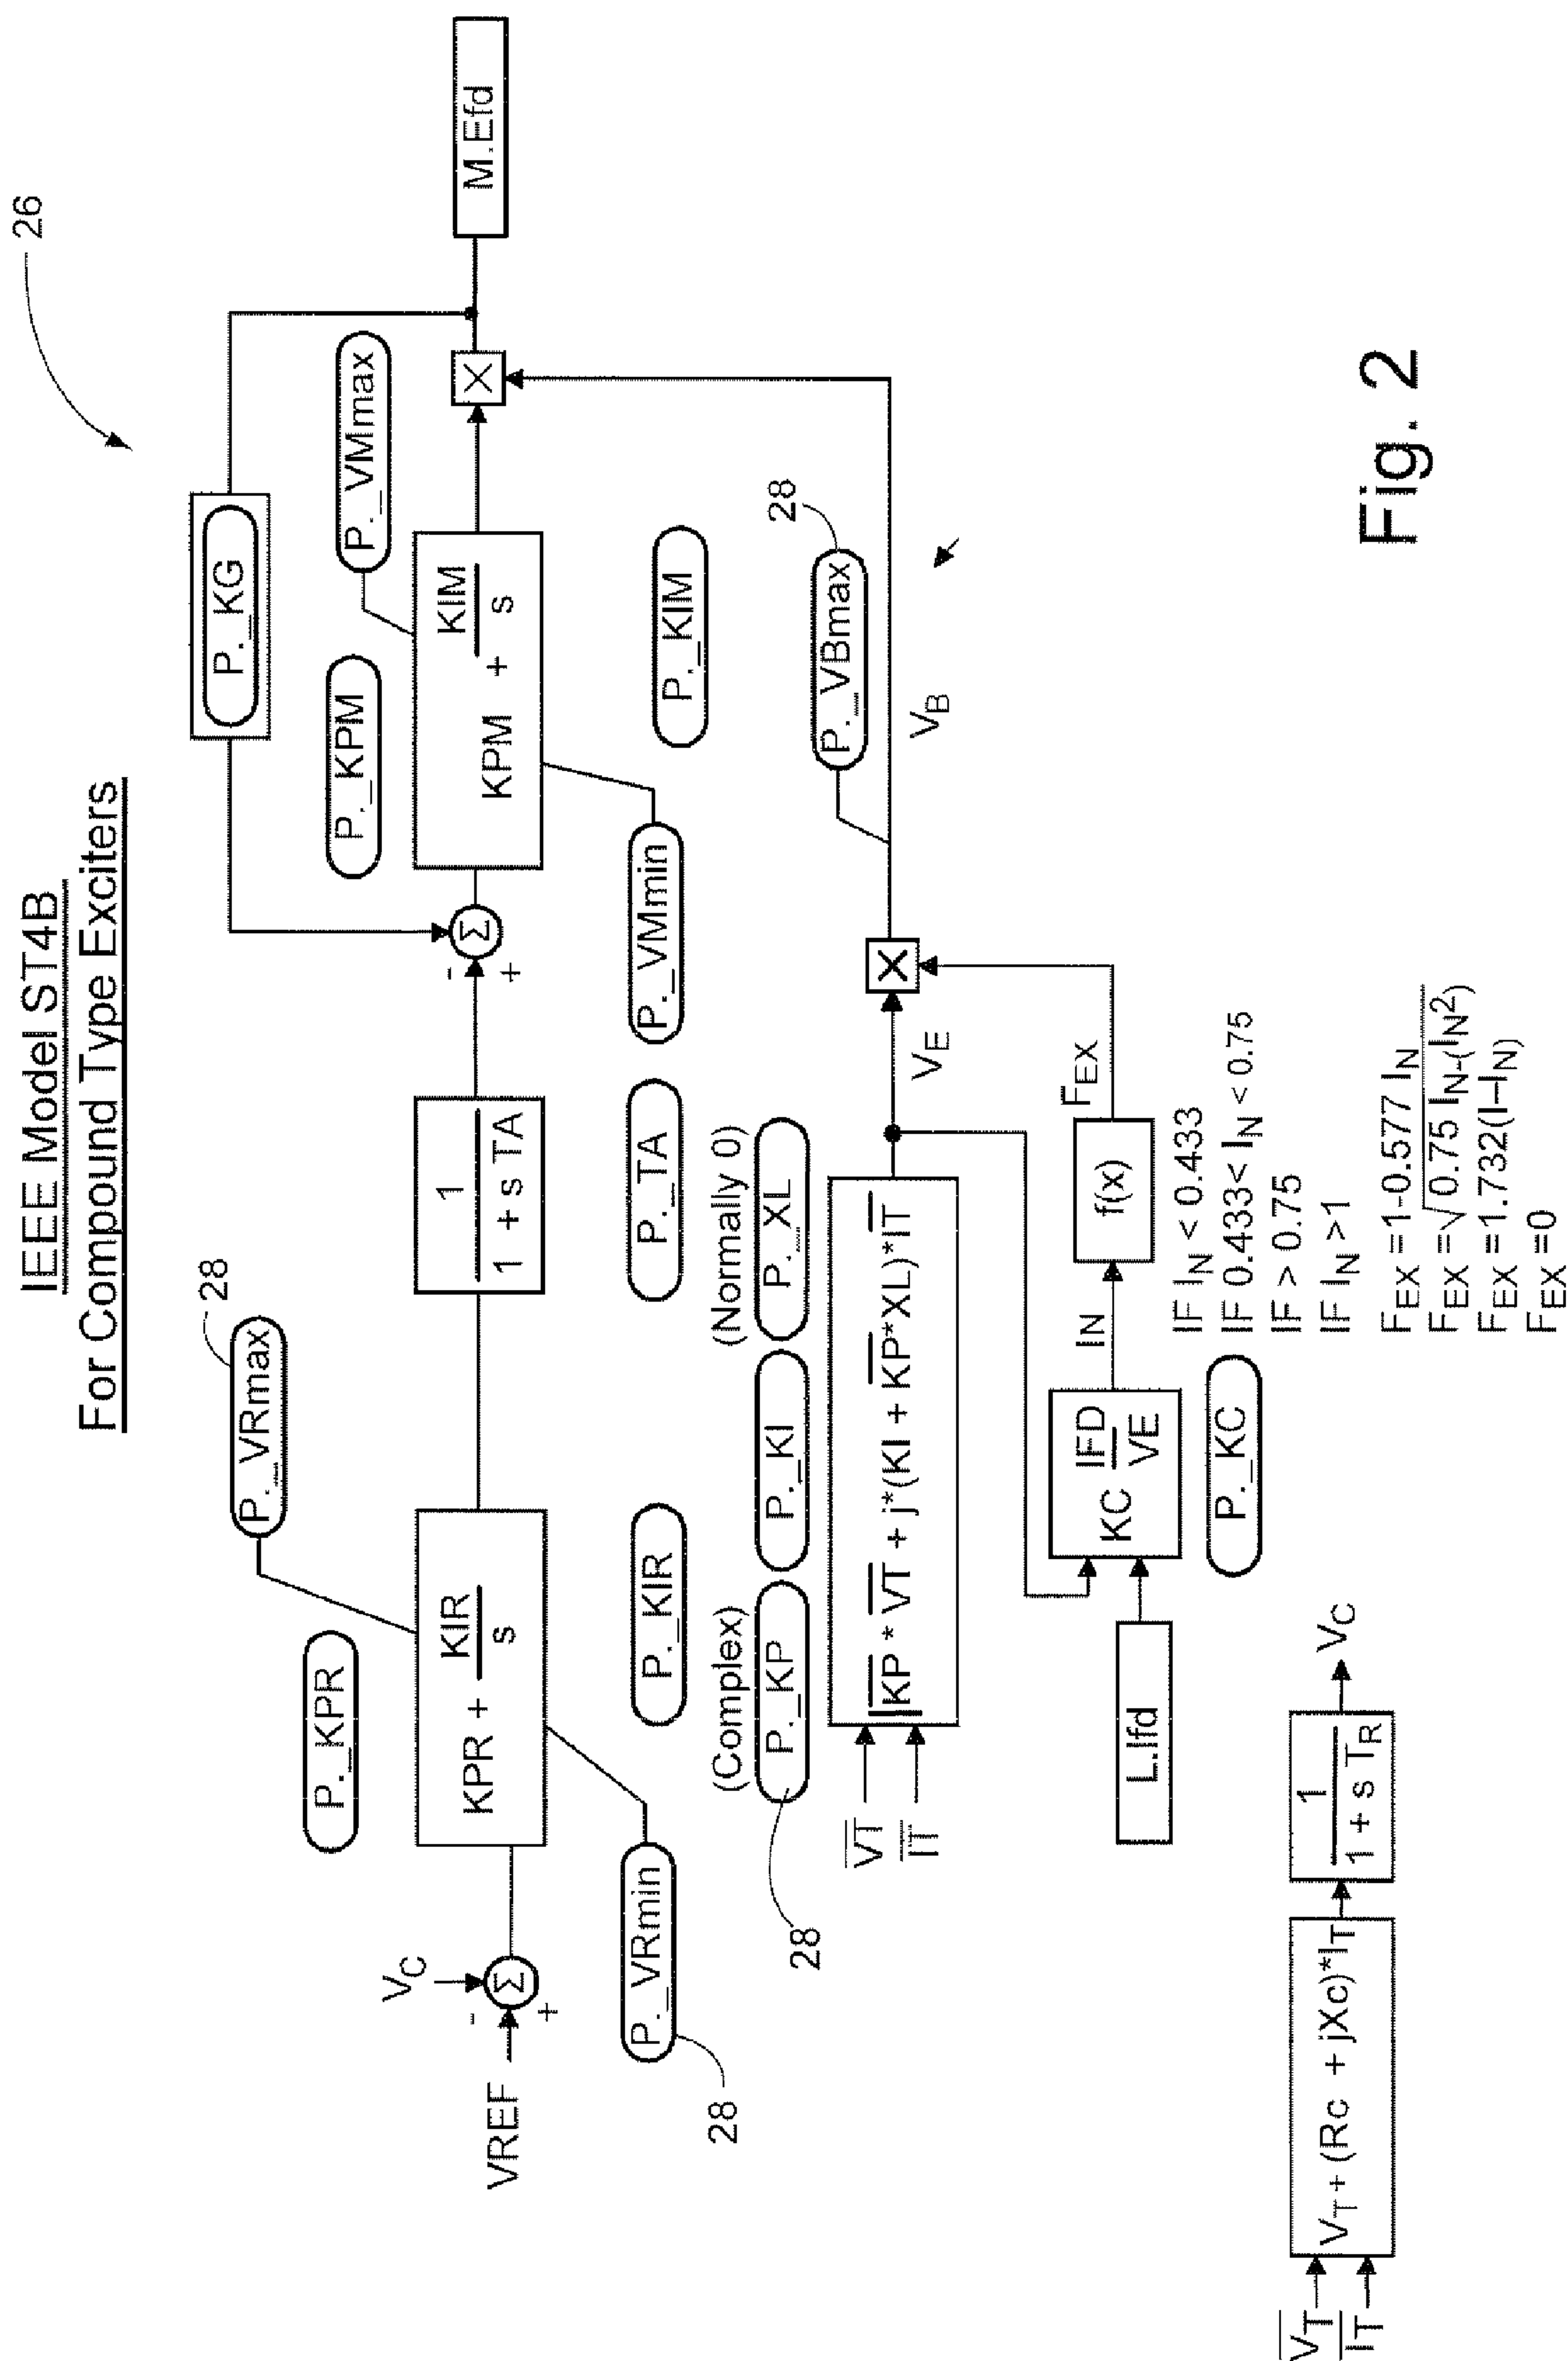 IEEE Model ST4B
For Compound Type Exciters
26
28
P._VRmax
P._KPR
KPR + KIR
s
P._KIR
P._VRmin
28
VREF
VC
-
+
Σ
1
1 + s TA
P._TA
-
+
Σ
P._KG
P._KPM
P._VMmax
KPM + KIM
s
P._KIM
P._VMmin
X
M.Efd
(Complex)
P._KP
P._KI
(Normally 0)
P._XL
28
VT
IT
|KP * VT + j*(KI + KP*XL)*IT
VE
X
VB
P._VBmax
28
L.Ifd
KC IFD
VE
P._KC
IN
f(x)
FEX
IF IN < 0.433
IF 0.433< IN < 0.75
IF > 0.75
IF IN >1
FEX =1-0.577 IN
FEX =√0.75 IN-(IN2)
FEX =1.732(I–IN)
FEX =0
VT
IT
VT + (Rc + jXc)*IT
1
1 + s TR
VC
Fig. 2